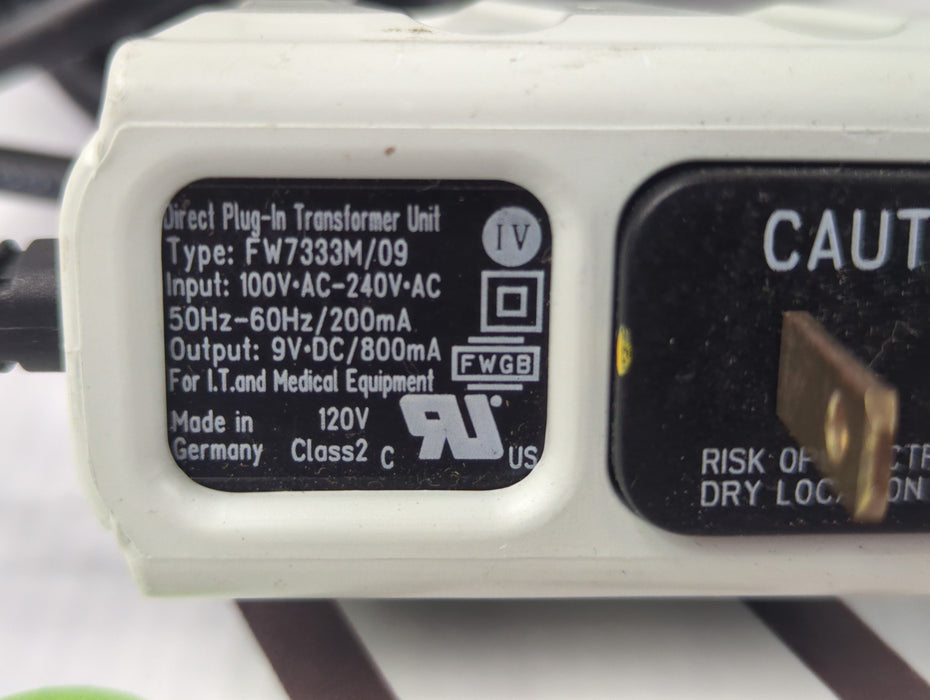 Direct Plug-In Transformer Unit
Type: FW7333M/09
Input: 100V·AC-240V·AC
50Hz-60Hz/200mA
Output: 9V·DC/800mA
For I.T.and Medical Equipment
Made in 120V
Germany Class2
IV
FWGB
C RU US
CAUT
RISK OF
DRY